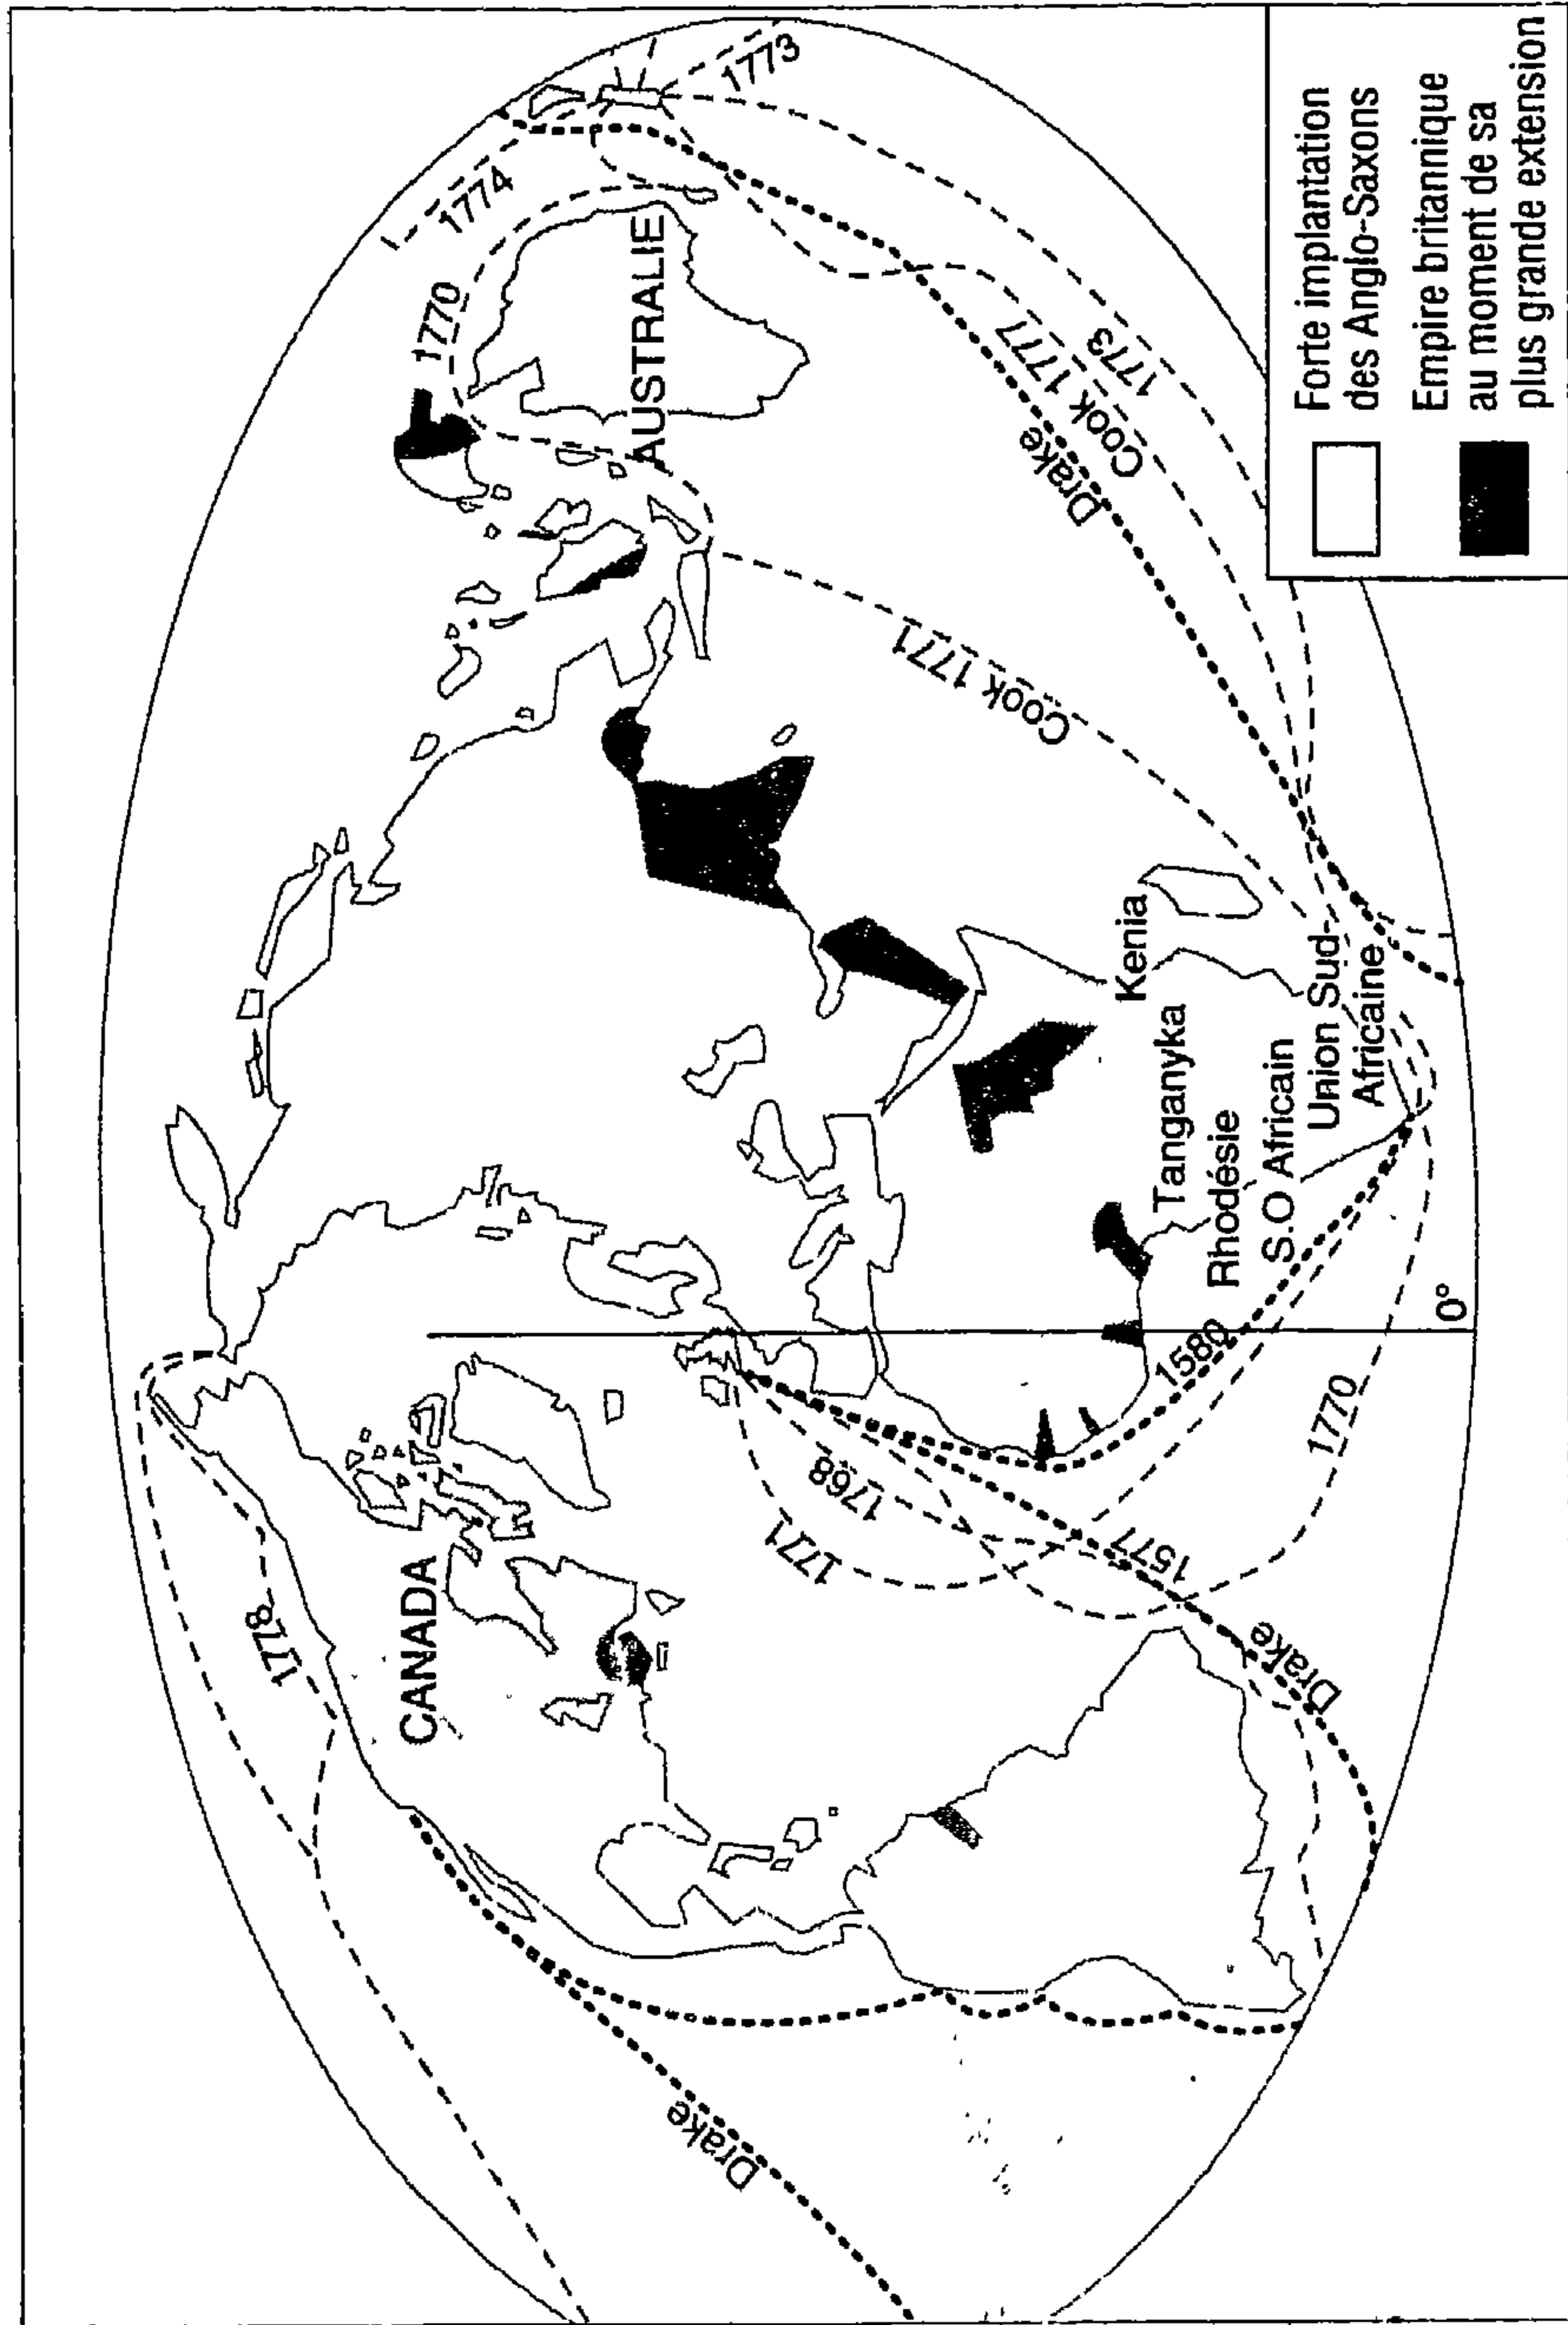 CANADA
1778
Drake
Drake
1577
1771
1768
1580
1770
0°
Tanganyka
Rhodésie
S.O Africain
Union Sud-
Africaine
Kenia
Cook 1771
Drake
Cook 1777
1773
AUSTRALIE
1770
1774
1773
Forte implantation
des Anglo-Saxons
Empire britannique
au moment de sa
plus grande extension